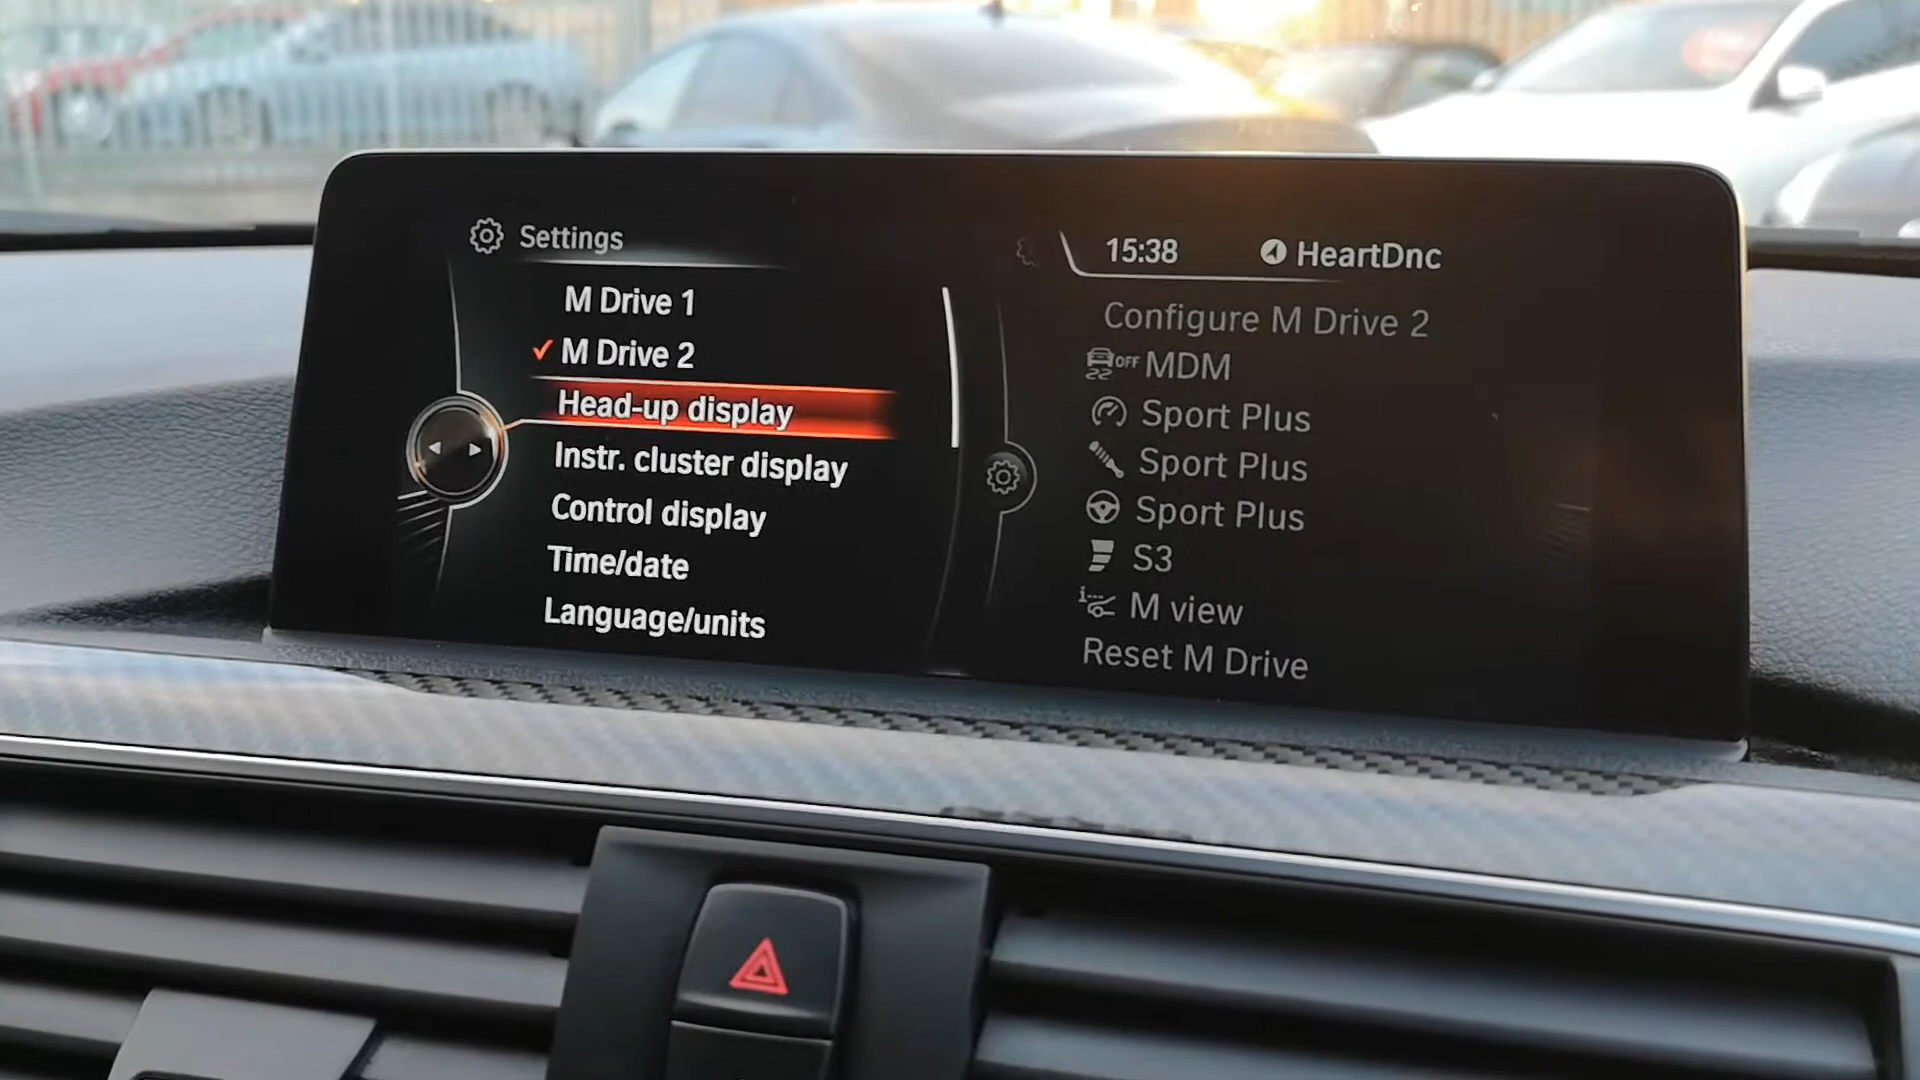 Settings
M Drive 1
M Drive 2
Head-up display
Instr. cluster display
Control display
Time/date
Language/units
15:38 HeartDnc
Configure M Drive 2
OFF MDM
Sport Plus
Sport Plus
Sport Plus
S3
M view
Reset M Drive